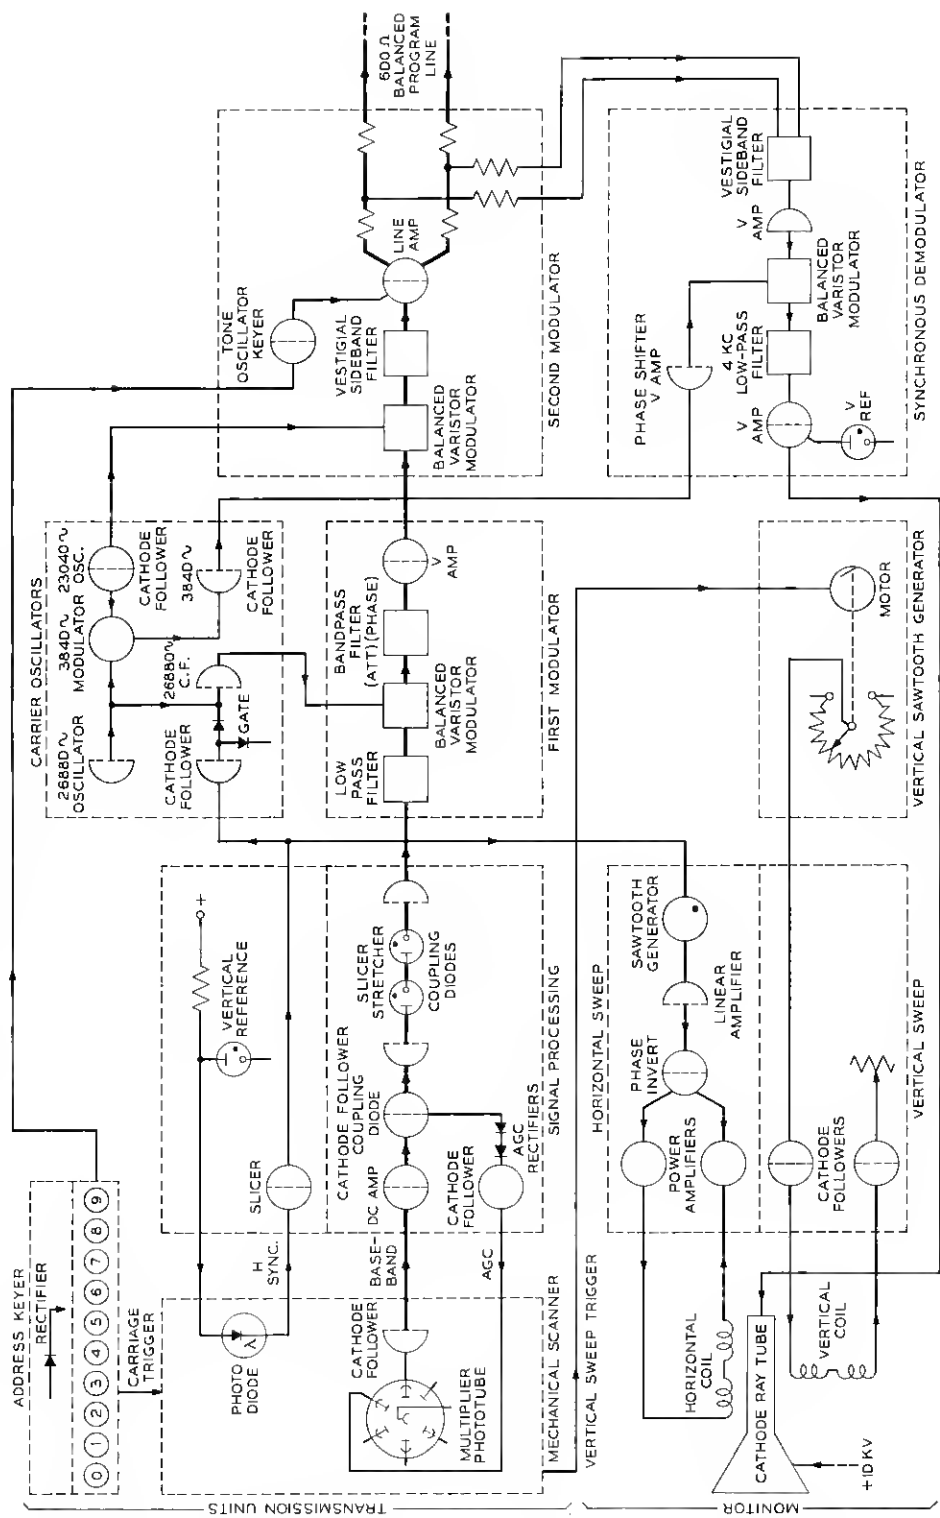 ADDRESS KEYER
RECTIFIER
0 1 2 3 4 5 6 7 8 9
CARRIAGE
TRIGGER
PHOTO
DIODE
λ
H
SYNC.
SLICER
VERTICAL
REFERENCE
+
CATHODE
FOLLOWER
MULTIPLIER
PHOTOTUBE
MECHANICAL SCANNER
BASE-
BAND
AGC
DC AMP
CATHODE FOLLOWER
COUPLING
DIODE
CATHODE
FOLLOWER
AGC
RECTIFIERS
SLICER
STRETCHER
COUPLING
DIODES
SIGNAL PROCESSING
CARRIER OSCILLATORS
2688D~
OSCILLATOR
384D~
MODULATOR
23040~
OSC.
CATHODE
FOLLOWER
GATE
26880~
C.F.
CATHODE
FOLLOWER
384D~
CATHODE
FOLLOWER
LOW
PASS
FILTER
BALANCED
VARISTOR
MODULATOR
BANDPASS
FILTER
(ATT)(PHASE)
V
AMP
FIRST MODULATOR
TONE
OSCILLATOR
KEYER
BALANCED
VARISTOR
MODULATOR
VESTIGIAL
SIDEBAND
FILTER
LINE
AMP
SECOND MODULATOR
6D0 Ω
BALANCED
PROGRAM
LINE
TRANSMISSION UNITS
VERTICAL SWEEP TRIGGER
MONITOR
HORIZONTAL
COIL
CATHODE RAY TUBE
+1D KV
VERTICAL
COIL
POWER
AMPLIFIERS
PHASE
INVERT
LINEAR
AMPLIFIER
SAWTOOTH
GENERATOR
HORIZONTAL SWEEP
CATHODE
FOLLOWERS
VERTICAL SWEEP
MOTOR
VERTICAL SAWTOOTH GENERATOR
PHASE SHIFTER
V AMP
V
AMP
V
REF
4 KC
LOW-PASS
FILTER
BALANCED
VARISTOR
MODULATOR
V
AMP
VESTIGIAL
SIDEBAND
FILTER
SYNCHRONOUS DEMODULATOR